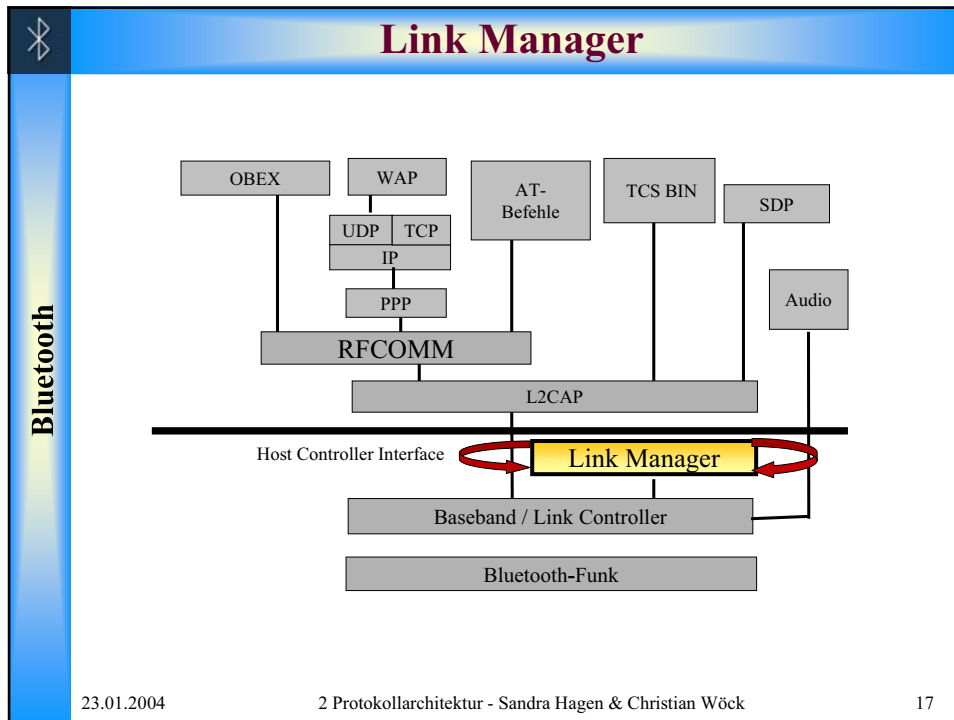 Link Manager
Bluetooth
OBEX
WAP
AT-
Befehle
TCS BIN
SDP
UDP TCP
IP
Audio
PPP
RFCOMM
L2CAP
Host Controller Interface
Link Manager
Baseband / Link Controller
Bluetooth-Funk
23.01.2004 2 Protokollarchitektur - Sandra Hagen & Christian Wöck 17